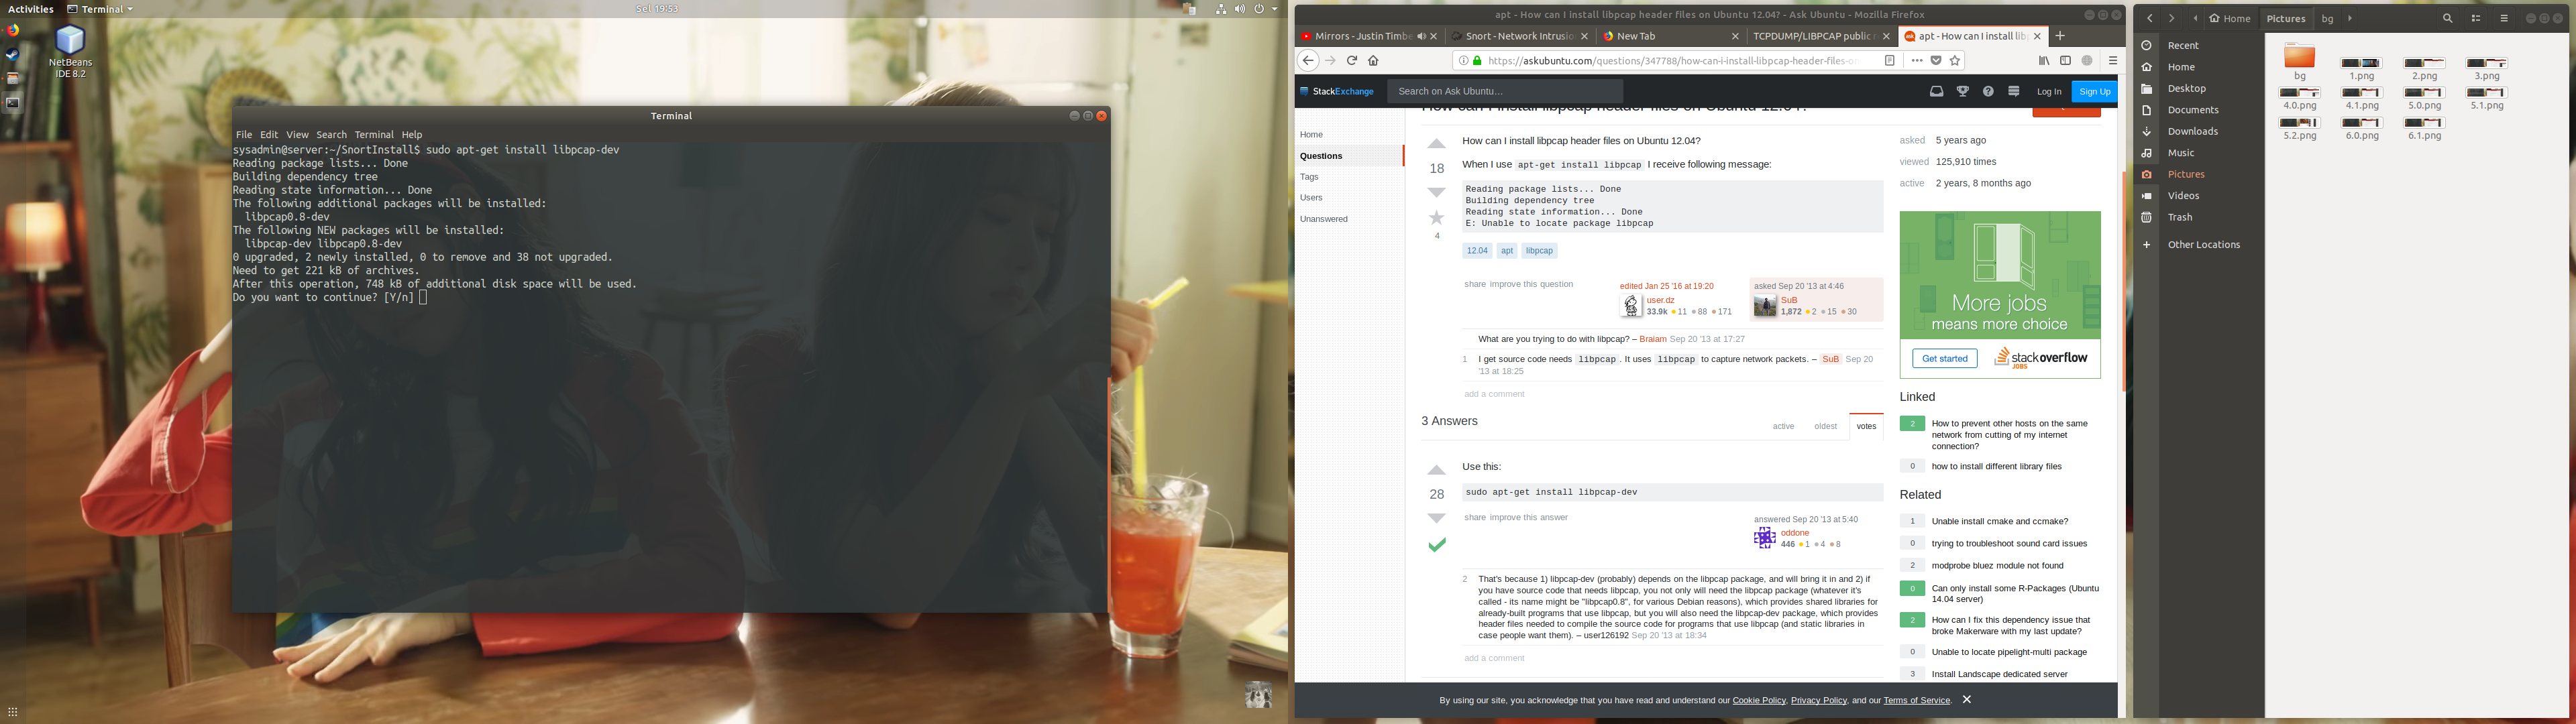 Activities
Terminal
Sel 19:53
NetBeans
IDE 8.2
Terminal
File Edit View Search Terminal Help
sysadmin@server:~/SnortInstall$ sudo apt-get install libpcap-dev
Reading package lists... Done
Building dependency tree
Reading state information... Done
The following additional packages will be installed:
libpcap0.8-dev
The following NEW packages will be installed:
libpcap-dev libpcap0.8-dev
0 upgraded, 2 newly installed, 0 to remove and 38 not upgraded.
Need to get 221 kB of archives.
After this operation, 748 kB of additional disk space will be used.
Do you want to continue? [Y/n]
apt - How can I install libpcap header files on Ubuntu 12.04? - Ask Ubuntu - Mozilla Firefox
Mirrors - Justin Timbe
Snort - Network Intrusio
New Tab
TCPDUMP/LIBPCAP public
apt - How can I install lib
https://askubuntu.com/questions/347788/how-can-i-install-libpcap-header-files-on
StackExchange
Search on Ask Ubuntu…
Log In
Sign Up
How can I install libpcap header files on Ubuntu 12.04?
Home
Questions
Tags
Users
Unanswered
18
4
How can I install libpcap header files on Ubuntu 12.04?
When I use apt-get install libpcap I receive following message:
Reading package lists... Done
Building dependency tree
Reading state information... Done
E: Unable to locate package libpcap
12.04 apt libpcap
share improve this question
edited Jan 25 '16 at 19:20
user.dz
33.9k 11 88 171
asked Sep 20 '13 at 4:46
SuB
1,872 2 15 30
What are you trying to do with libpcap? – Braiam Sep 20 '13 at 17:27
1 I get source code needs libpcap. It uses libpcap to capture network packets. – SuB Sep 20
'13 at 18:25
add a comment
3 Answers
active oldest votes
28
Use this:
sudo apt-get install libpcap-dev
share improve this answer
answered Sep 20 '13 at 5:40
oddone
446 1 4 8
2 That's because 1) libpcap-dev (probably) depends on the libpcap package, and will bring it in and 2) if
you have source code that needs libpcap, you not only will need the libpcap package (whatever it's
called - its name might be "libpcap0.8", for various Debian reasons), which provides shared libraries for
already-built programs that use libpcap, but you will also need the libpcap-dev package, which provides
header files needed to compile the source code for programs that use libpcap (and static libraries in
case people want them). – user126192 Sep 20 '13 at 18:34
add a comment
asked 5 years ago
viewed 125,910 times
active 2 years, 8 months ago
More jobs
means more choice
Get started
stackoverflow
JOBS
Linked
2 How to prevent other hosts on the same
network from cutting of my internet
connection?
0 how to install different library files
Related
1 Unable install cmake and ccmake?
0 trying to troubleshoot sound card issues
2 modprobe bluez module not found
0 Can only install some R-Packages (Ubuntu
14.04 server)
2 How can I fix this dependency issue that
broke Makerware with my last update?
0 Unable to locate pipelight-multi package
3 Install Landscape dedicated server
By using our site, you acknowledge that you have read and understand our Cookie Policy, Privacy Policy, and our Terms of Service.
Home Pictures bg
Recent
Home
Desktop
Documents
Downloads
Music
Pictures
Videos
Trash
Other Locations
bg 1.png 2.png 3.png
4.0.png 4.1.png 5.0.png 5.1.png
5.2.png 6.0.png 6.1.png